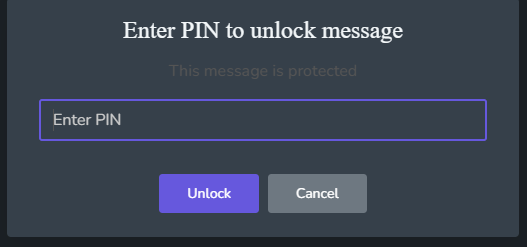 Enter PIN to unlock message
This message is protected
Enter PIN
Unlock
Cancel